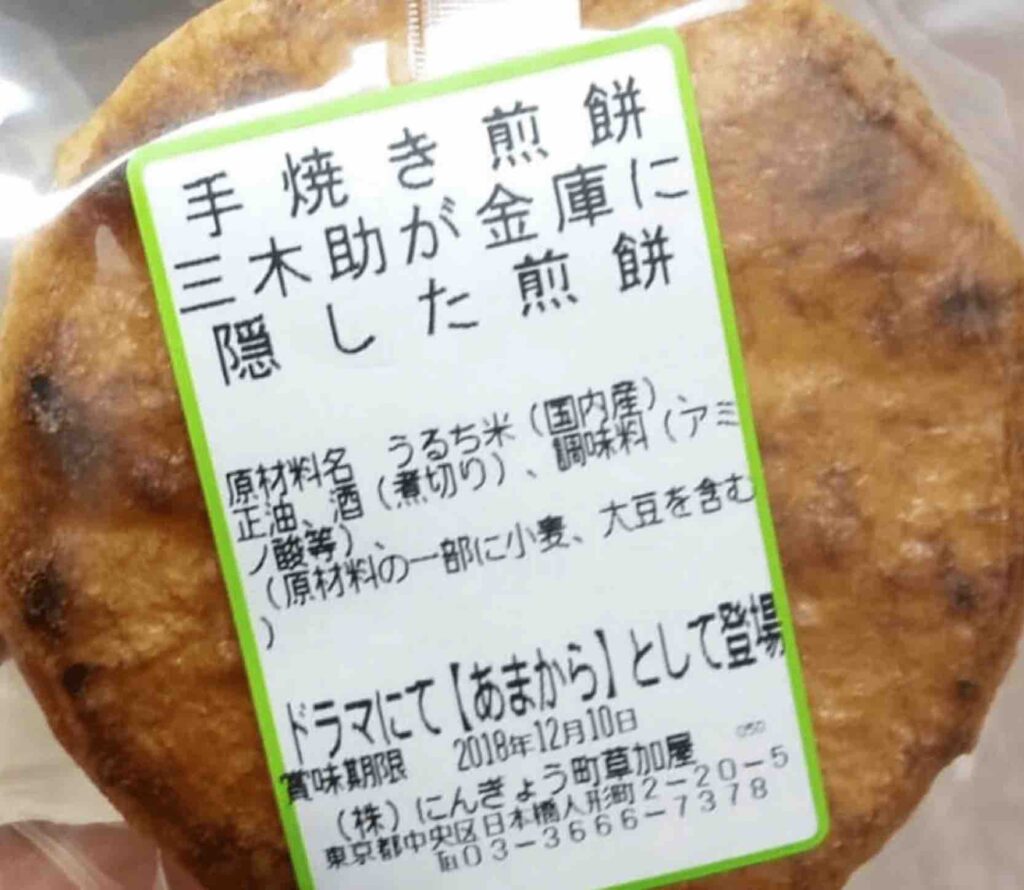 手焼き煎餅
三木助が金庫に
隠した煎餅
原材料名　うるち米（国内産）、
正油、酒（煮切り）、調味料（アミ
ノ酸等）、
（原材料の一部に小麦、大豆を含む
）
ドラマにて【あまから】として登場
賞味期限　2018年12月10日
050
（株）にんぎょう町草加屋
東京都中央区日本橋人形町2－20－5
℡03－3666－7378